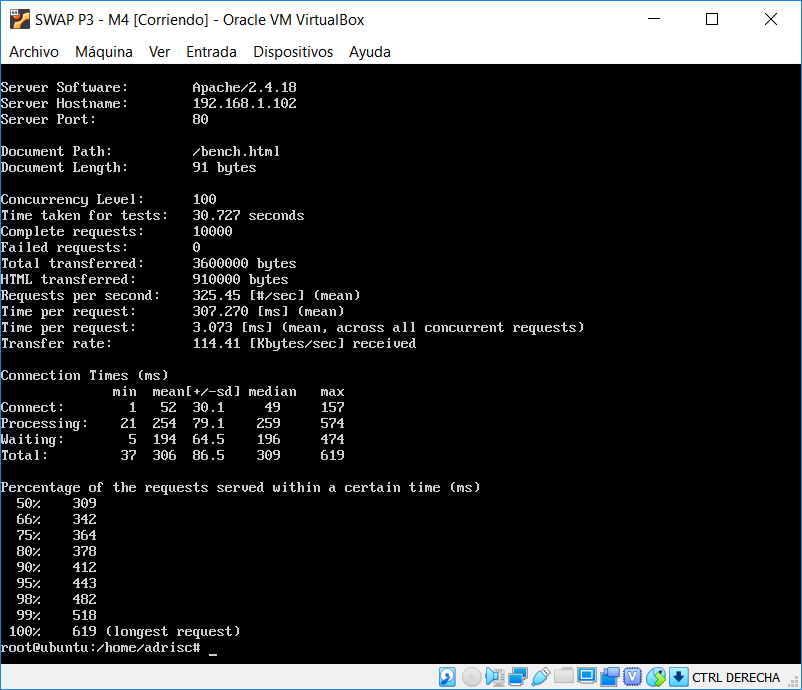 SWAP P3 - M4 [Corriendo] - Oracle VM VirtualBox
Archivo Máquina Ver Entrada Dispositivos Ayuda
Server Software:        Apache/2.4.18
Server Hostname:        192.168.1.102
Server Port:            80
Document Path:          /bench.html
Document Length:        91 bytes
Concurrency Level:      100
Time taken for tests:   30.727 seconds
Complete requests:      10000
Failed requests:        0
Total transferred:      3600000 bytes
HTML transferred:       910000 bytes
Requests per second:    325.45 [#/sec] (mean)
Time per request:       307.270 [ms] (mean)
Time per request:       3.073 [ms] (mean, across all concurrent requests)
Transfer rate:          114.41 [Kbytes/sec] received
Connection Times (ms)
              min  mean[+/-sd] median   max
Connect:        1   52  30.1     49     157
Processing:    21  254  79.1    259     574
Waiting:        5  194  64.5    196     474
Total:         37  306  86.5    309     619
Percentage of the requests served within a certain time (ms)
  50%    309
  66%    342
  75%    364
  80%    378
  90%    412
  95%    443
  98%    482
  99%    518
 100%    619 (longest request)
root@ubuntu:/home/adrisc# _
CTRL DERECHA